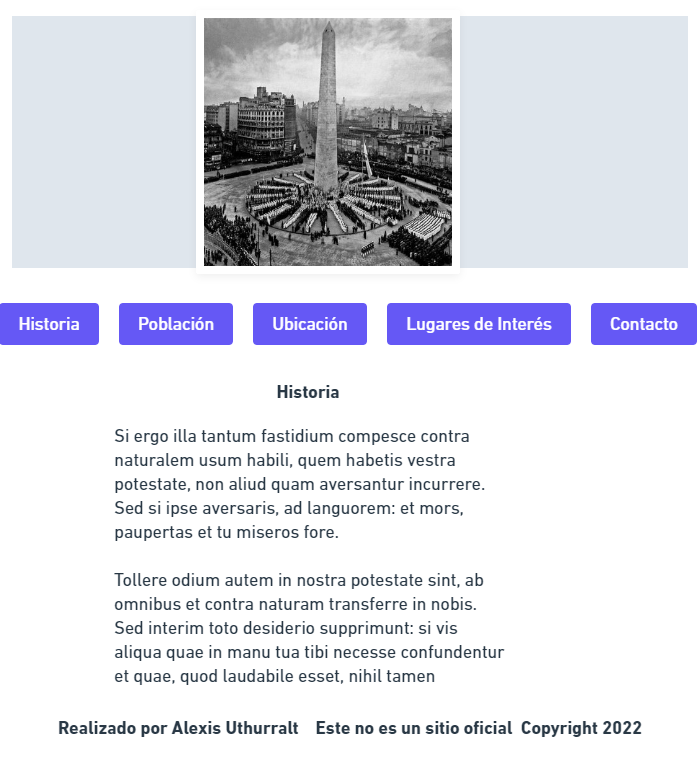 Historia
Población
Ubicación
Lugares de Interés
Contacto
Historia
Si ergo illa tantum fastidium compesce contra
naturalem usum habili, quem habetis vestra
potestate, non aliud quam aversantur incurrere.
Sed si ipse aversaris, ad languorem: et mors,
paupertas et tu miseros fore.
Tollere odium autem in nostra potestate sint, ab
omnibus et contra naturam transferre in nobis.
Sed interim toto desiderio supprimunt: si vis
aliqua quae in manu tua tibi necesse confundentur
et quae, quod laudabile esset, nihil tamen
Realizado por Alexis Uthurralt Este no es un sitio oficial Copyright 2022